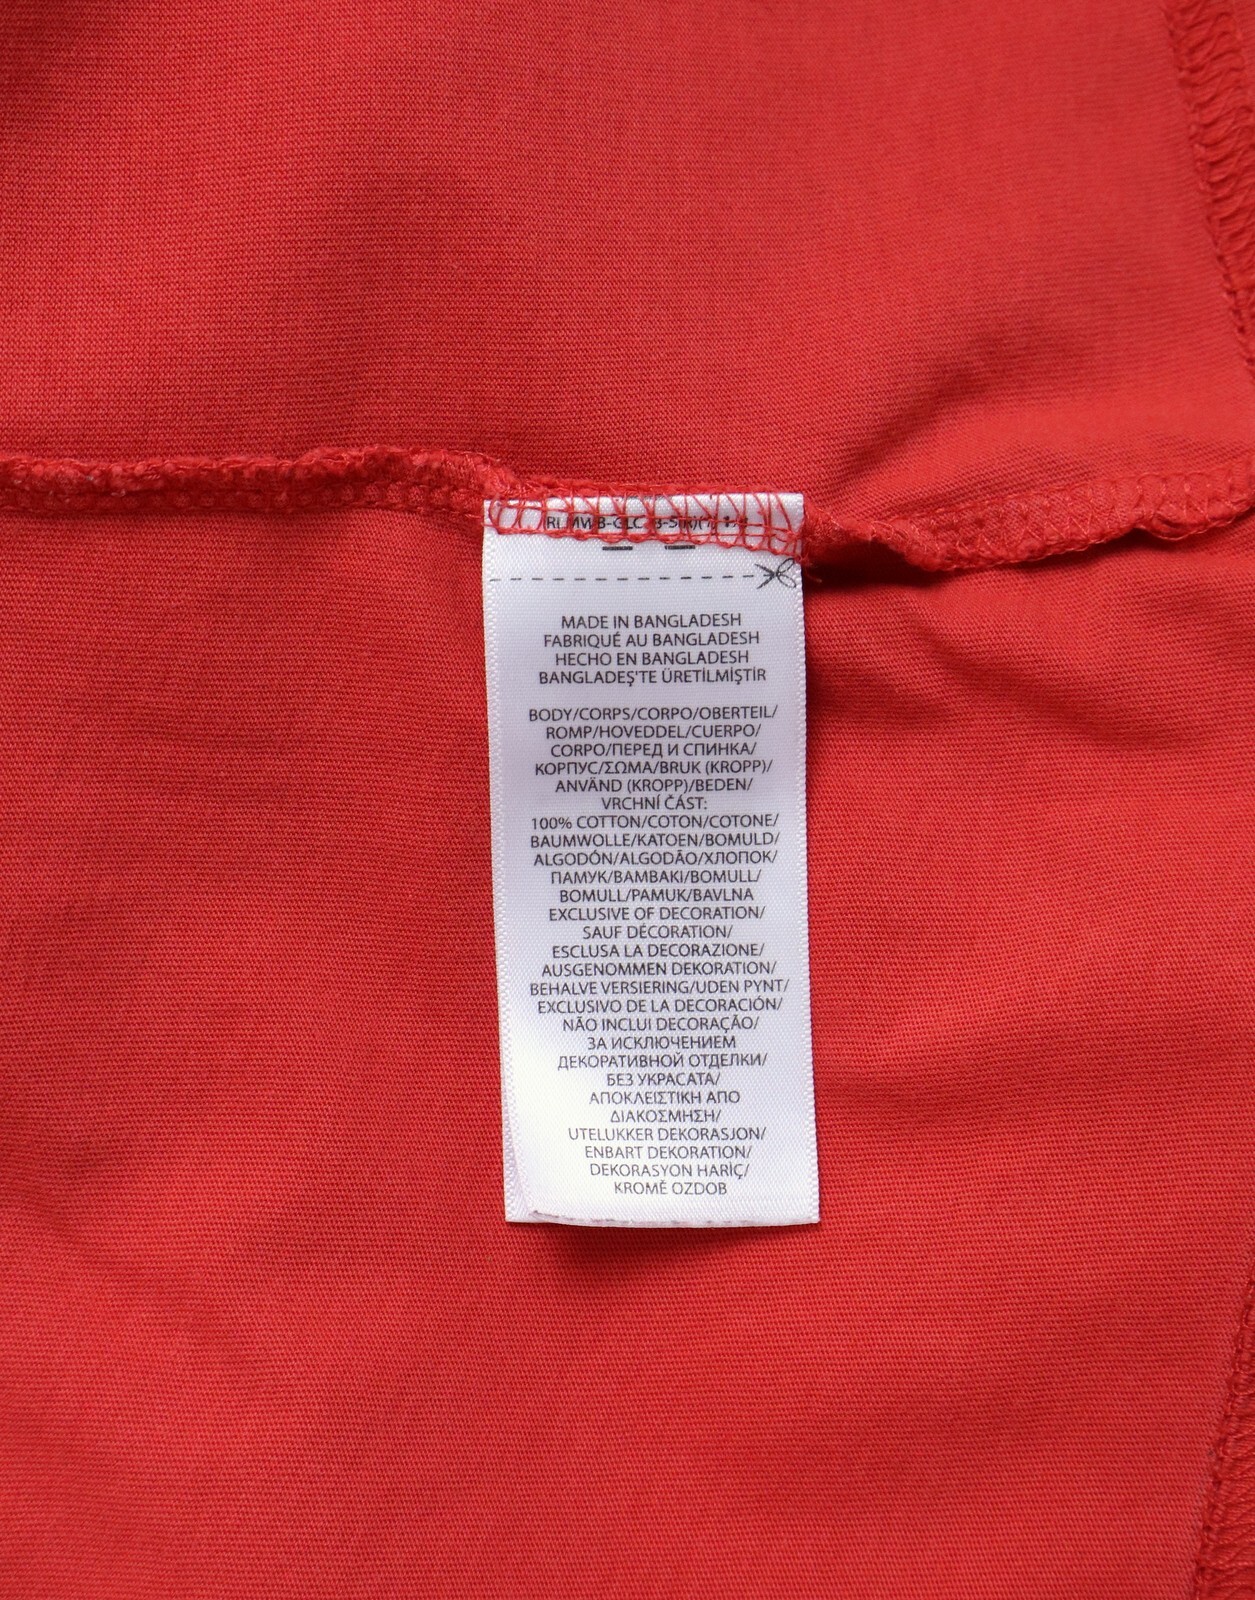 MADE IN BANGLADESH
FABRIQUÉ AU BANGLADESH
HECHO EN BANGLADESH
BANGLADEŞ'TE ÜRETİLMİŞTİR
BODY/CORPS/CORPO/OBERTEIL/
ROMP/HOVEDDEL/CUERPO/
CORPO/ПЕРЕД И СПИНКА/
КОРПУС/ΣΩΜΑ/BRUK (KROPP)/
ANVÄND (KROPP)/BEDEN/
VRCHNÍ ČÁST:
100% COTTON/COTON/COTONE/
BAUMWOLLE/KATOEN/BOMULD/
ALGODÓN/ALGODÃO/ХЛОПОК/
ПАМУК/ΒΑΜΒΑΚΙ/BOMULL/
BOMULL/PAMUK/BAVLNA
EXCLUSIVE OF DECORATION/
SAUF DÉCORATION/
ESCLUSA LA DECORAZIONE/
AUSGENOMMEN DEKORATION/
BEHALVE VERSIERING/UDEN PYNT/
EXCLUSIVO DE LA DECORACIÓN/
NÃO INCLUI DECORAÇÃO/
ЗА ИСКЛЮЧЕНИЕМ
ДЕКОРАТИВНОЙ ОТДЕЛКИ/
БЕЗ УКРАСАТА/
ΑΠΟΚΛΕΙΣΤΙΚΗ ΑΠΟ
ΔΙΑΚΟΣΜΗΣΗ/
UTELUKKER DEKORASJON/
ENBART DEKORATION/
DEKORASYON HARİÇ/
KROMĚ OZDOB